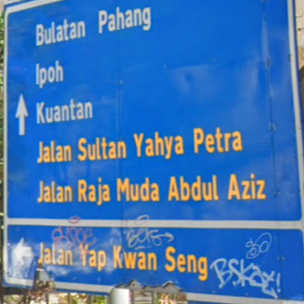 Bulatan Pahang
Ipoh
Kuantan
Jalan Sultan Yahya Petra
Jalan Raja Muda Abdul Aziz
Jalan Yap Kwan Seng